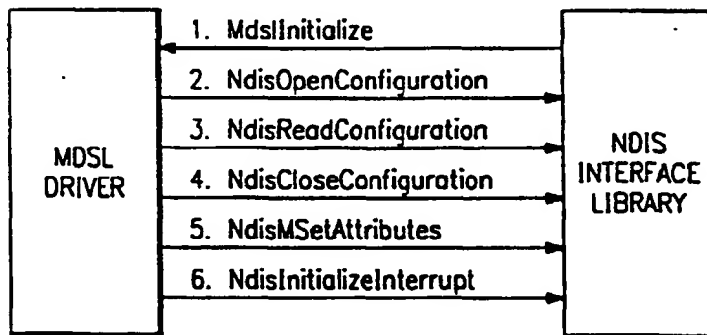 1. MdslInitialize
2. NdisOpenConfiguration
3. NdisReadConfiguration
4. NdisCloseConfiguration
5. NdisMSetAttributes
6. NdisInitializeInterrupt
MDSL
DRIVER
NDIS
INTERFACE
LIBRARY